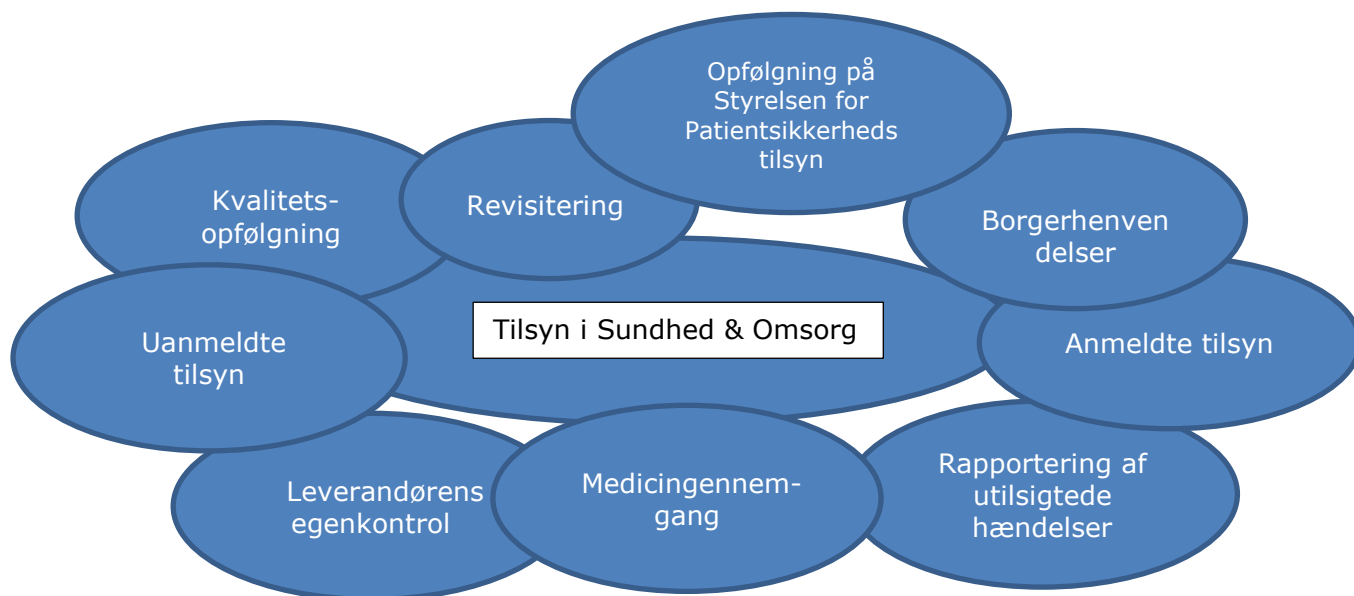 Opfølgning på
Styrelsen for
Patientsikkerheds
tilsyn
Kvalitets-
opfølgning
Revisitering
Borgerhenven
delser
Tilsyn i Sundhed & Omsorg
Uanmeldte
tilsyn
Anmeldte tilsyn
Leverandørens
egenkontrol
Medicingennem-
gang
Rapportering af
utilsigtede
hændelser